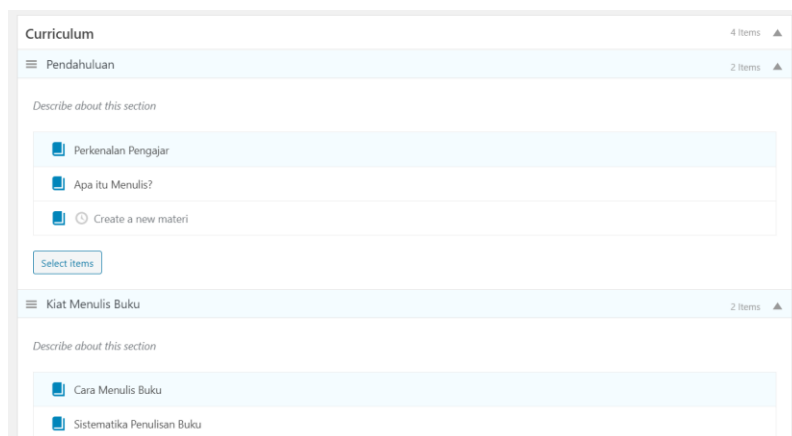 Curriculum 4 Items
Pendahuluan 2 Items
Describe about this section
Perkenalan Pengajar
Apa itu Menulis?
Create a new materi
Select items
Kiat Menulis Buku 2 Items
Describe about this section
Cara Menulis Buku
Sistematika Penulisan Buku